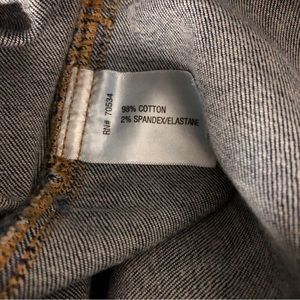 RN# 70534
98% COTTON
2% SPANDEX/ELASTANE